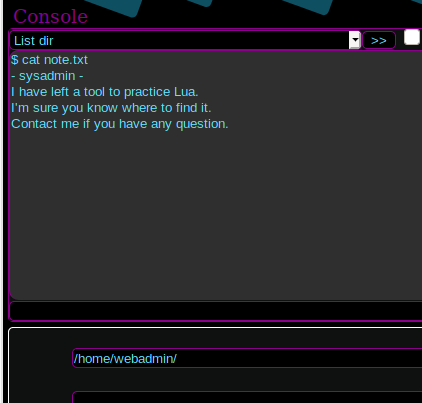 Console
List dir
>>
$ cat note.txt
- sysadmin -
I have left a tool to practice Lua.
I'm sure you know where to find it.
Contact me if you have any question.
/home/webadmin/